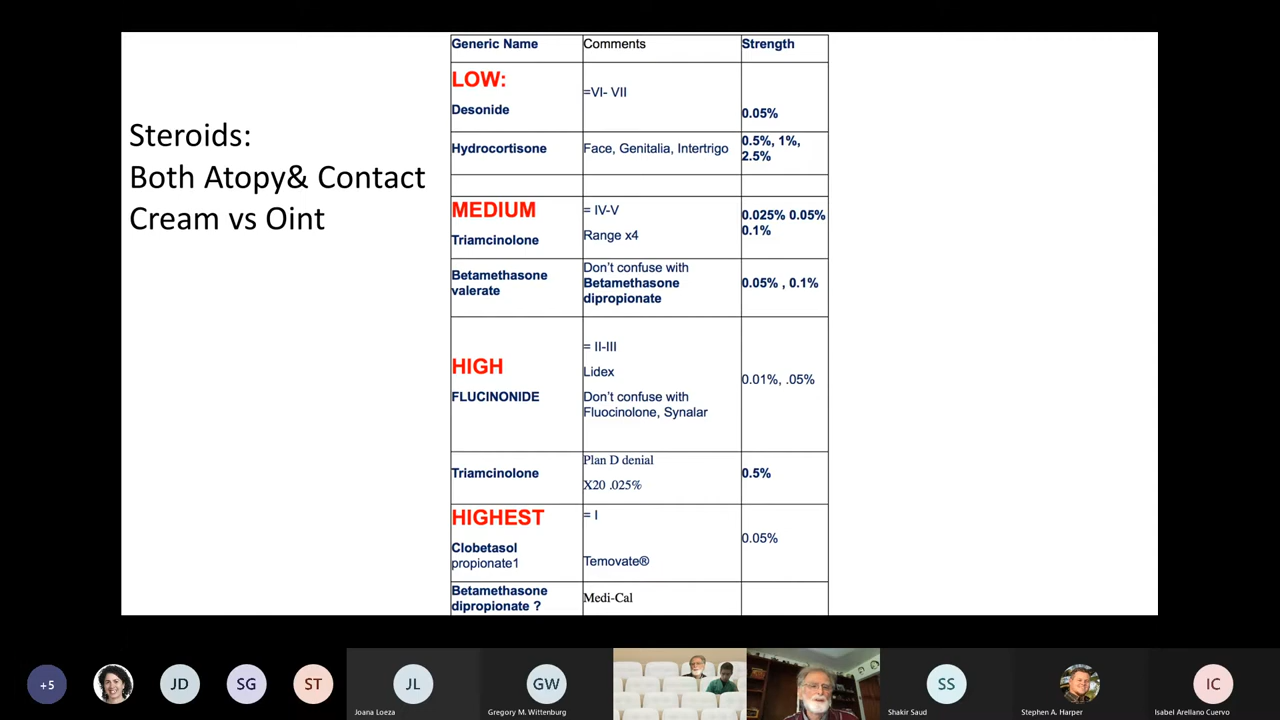 Steroids:
Both Atopy& Contact
Cream vs Oint
Generic Name
Comments
Strength
LOW:
Desonide
=VI- VII
0.05%
Hydrocortisone
Face, Genitalia, Intertrigo
0.5%, 1%,
2.5%
MEDIUM
Triamcinolone
= IV-V
Range x4
0.025% 0.05%
0.1%
Betamethasone
valerate
Don't confuse with
Betamethasone
dipropionate
0.05% , 0.1%
HIGH
FLUCINONIDE
= II-III
Lidex
Don't confuse with
Fluocinolone, Synalar
0.01%, .05%
Triamcinolone
Plan D denial
X20 .025%
0.5%
HIGHEST
Clobetasol
propionate1
= I
Temovate®
0.05%
Betamethasone
dipropionate ?
Medi-Cal
+5
JD
SG
ST
JL
Joana Loeza
GW
Gregory M. Wittenburg
SS
Shakir Saud
Stephen A. Harper
IC
Isabel Arellano Cuervo